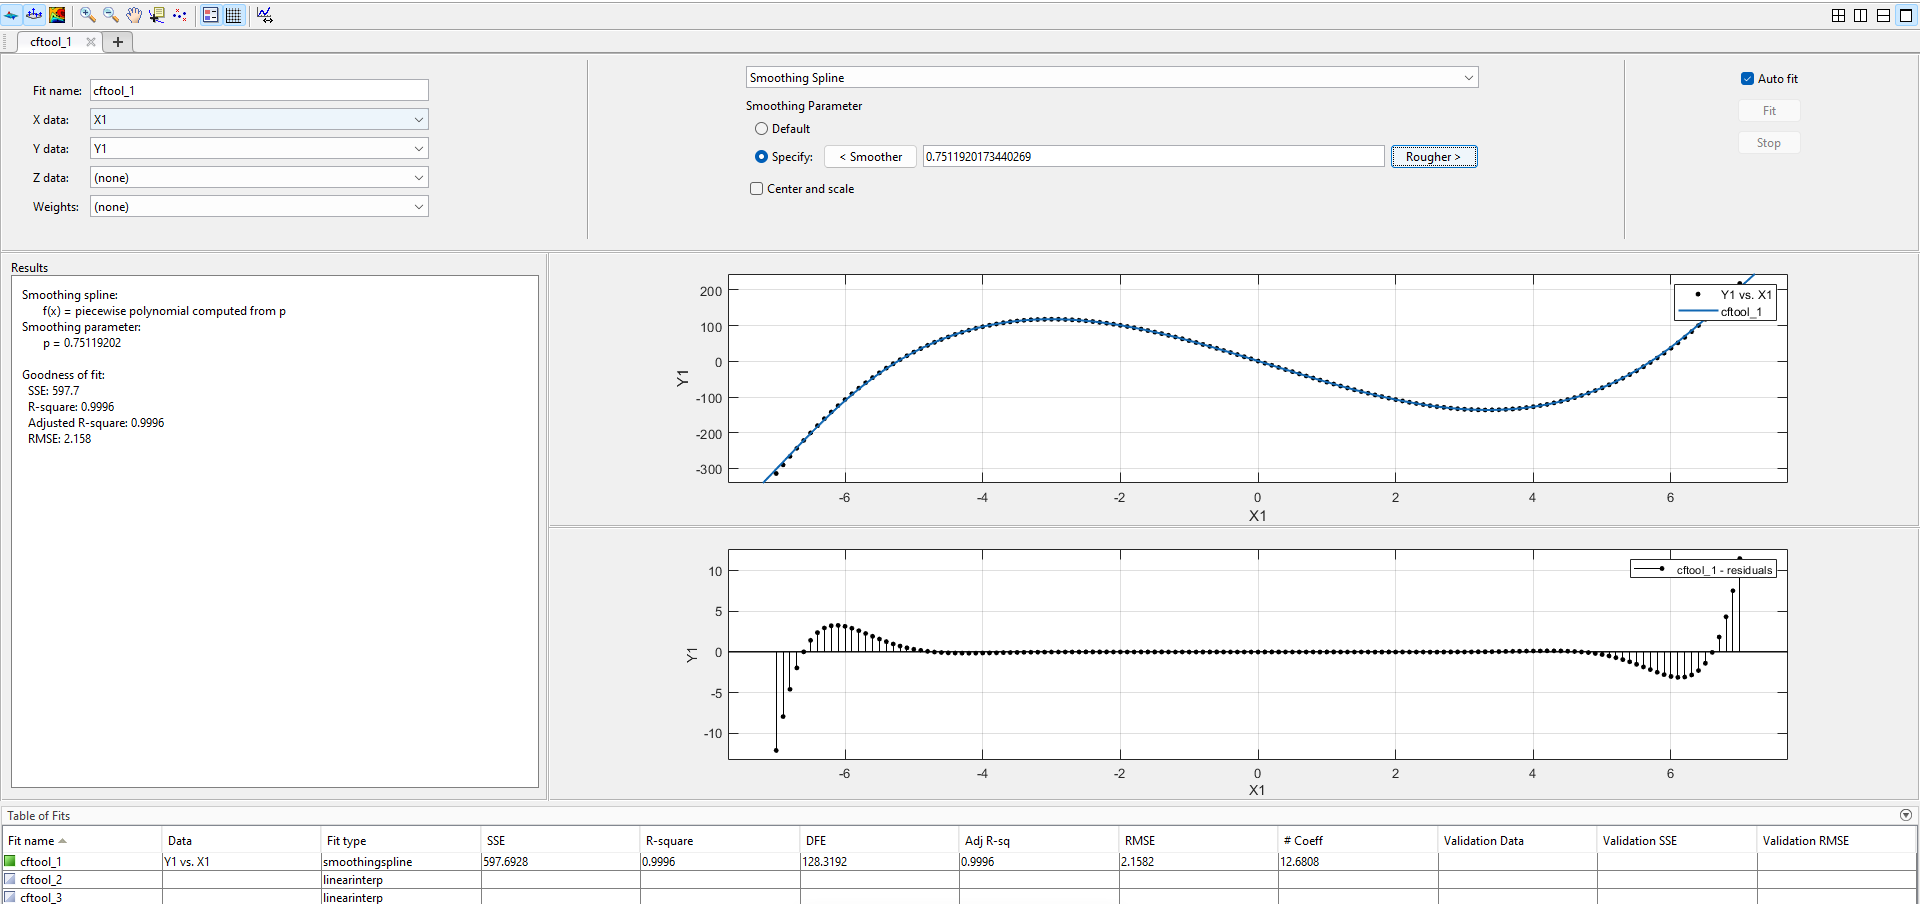 cftool_1
Fit name: cftool_1
X data: X1
Y data: Y1
Z data: (none)
Weights: (none)
Smoothing Spline
Smoothing Parameter
Default
Specify: < Smoother 0.7511920173440269 Rougher >
Center and scale
Auto fit
Fit
Stop
Results
Smoothing spline:
f(x) = piecewise polynomial computed from p
Smoothing parameter:
p = 0.75119202
Goodness of fit:
SSE: 597.7
R-square: 0.9996
Adjusted R-square: 0.9996
RMSE: 2.158
200
100
0
-100
-200
-300
Y1
-6 -4 -2 0 2 4 6
X1
Y1 vs. X1
cftool_1
10
5
0
-5
-10
Y1
-6 -4 -2 0 2 4 6
X1
cftool_1 - residuals
Table of Fits
Fit name Data Fit type SSE R-square DFE Adj R-sq RMSE # Coeff Validation Data Validation SSE Validation RMSE
cftool_1 Y1 vs. X1 smoothingspline 597.6928 0.9996 128.3192 0.9996 2.1582 12.6808
cftool_2 linearinterp
cftool_3 linearinterp